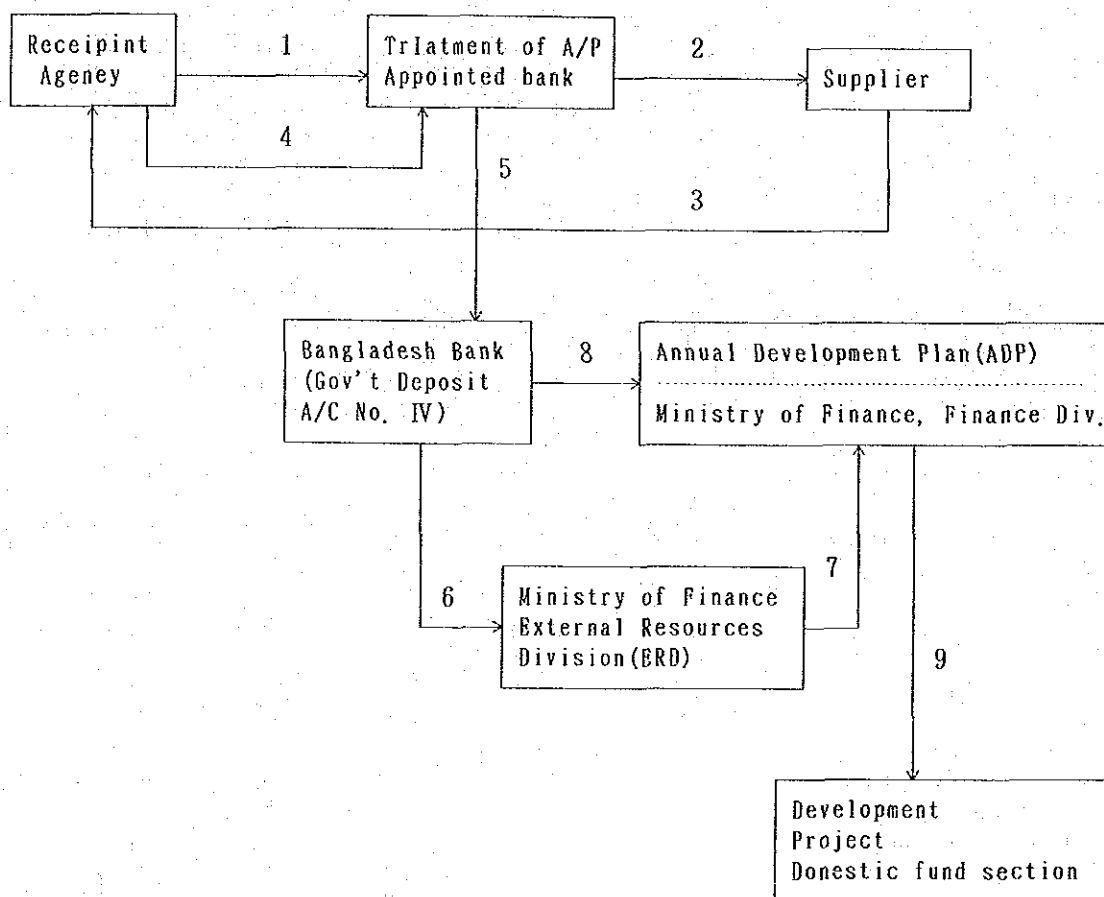 Receipint
Ageney
1
TrIatment of A/P
Appointed bank
2
Supplier
4
5
3
Bangladesh Bank
(Gov't Deposit
A/C No. IV)
8
Annual Development Plan(ADP)
Ministry of Finance, Finance Div.
6
Ministry of Finance
External Resources
Division(ERD)
7
9
Development
Project
Donestic fund section